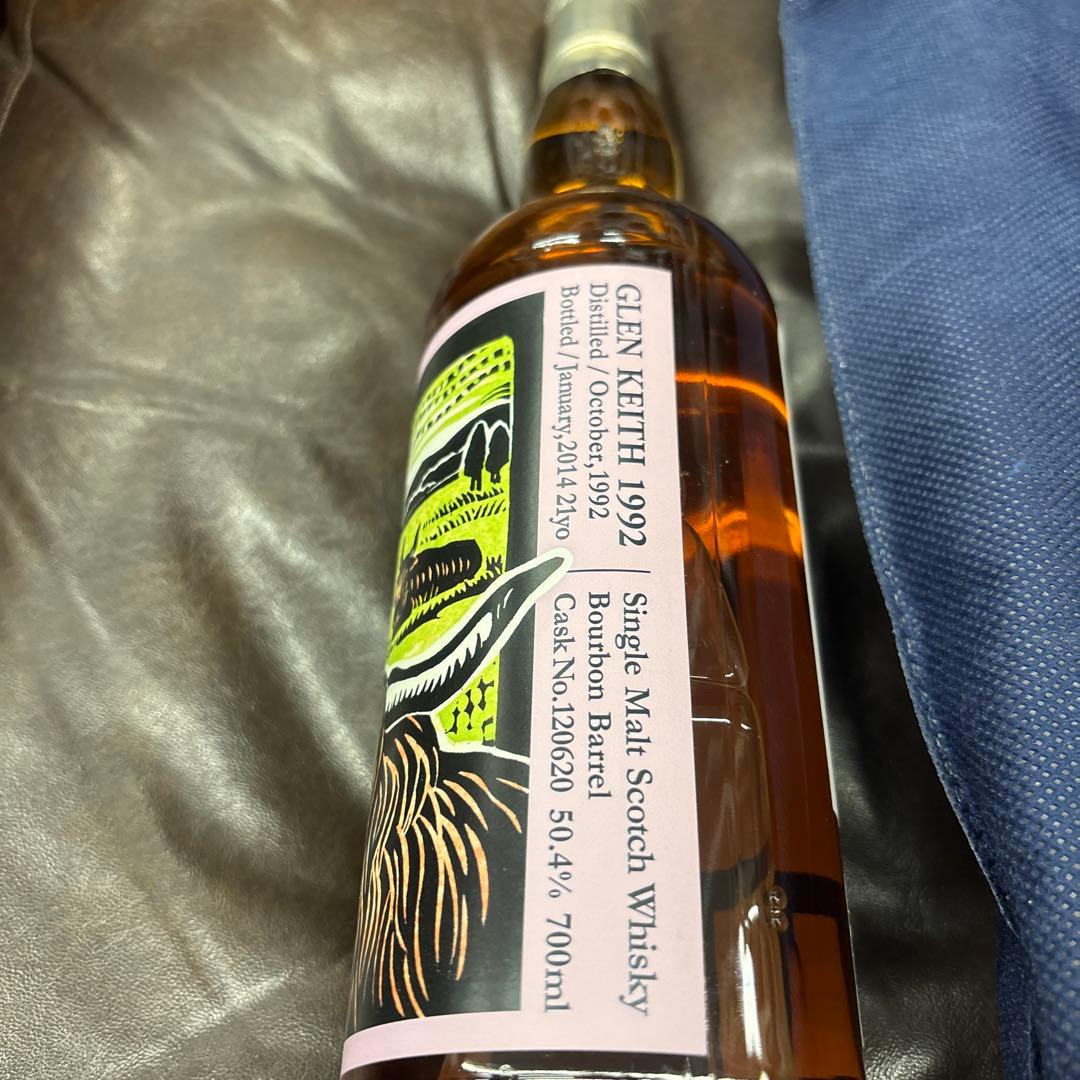 GLEN KEITH 1992
Distilled / October,1992
Bottled / January,2014 21yo
Single Malt Scotch Whisky
Bourbon Barrel
Cask No.120620 50.4% 700ml